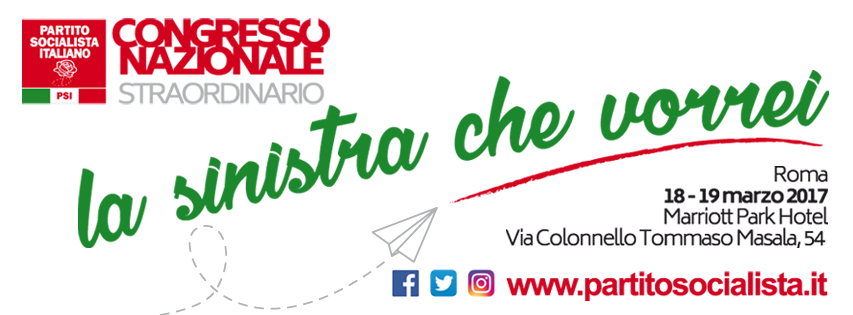 PARTITO
SOCIALISTA
ITALIANO
PSI
CONGRESSO
NAZIONALE
STRAORDINARIO
la sinistra che vorrei
Roma
18 - 19 marzo 2017
Marriott Park Hotel
Via Colonnello Tommaso Masala, 54
www.partitosocialista.it